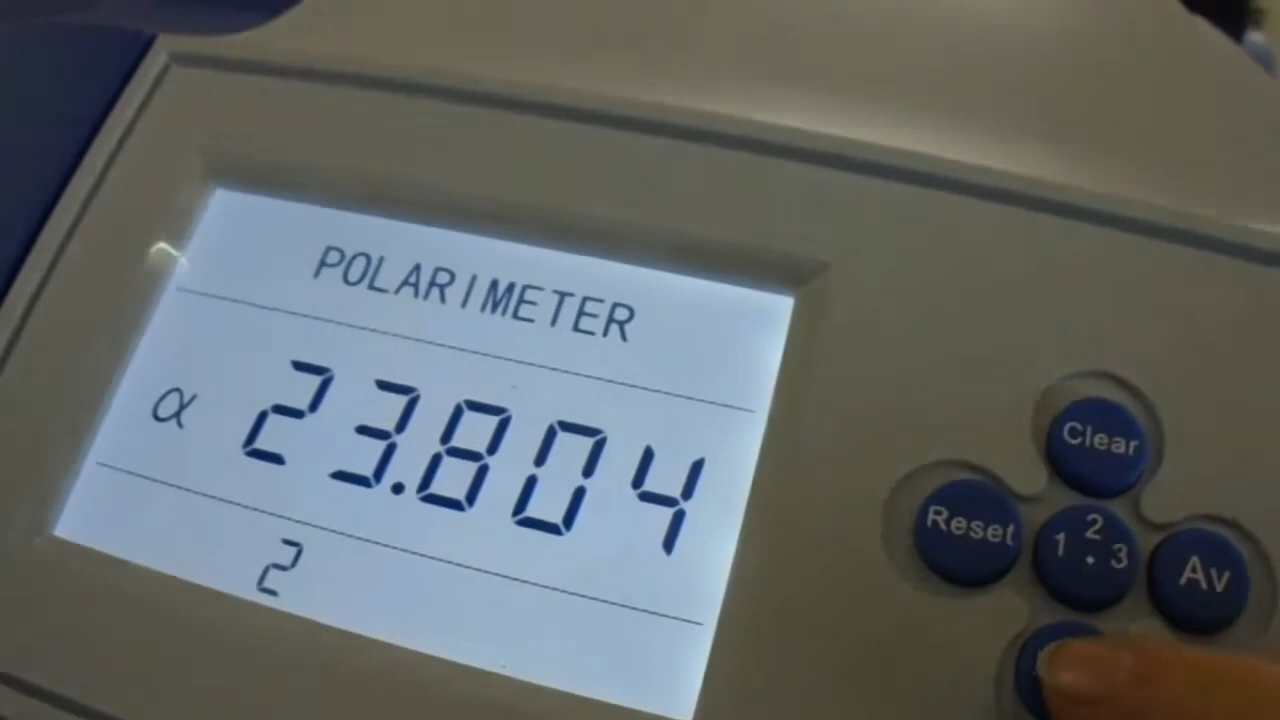 POLARIMETER
α 23.804
2
Clear
Reset
1 2 3
Av